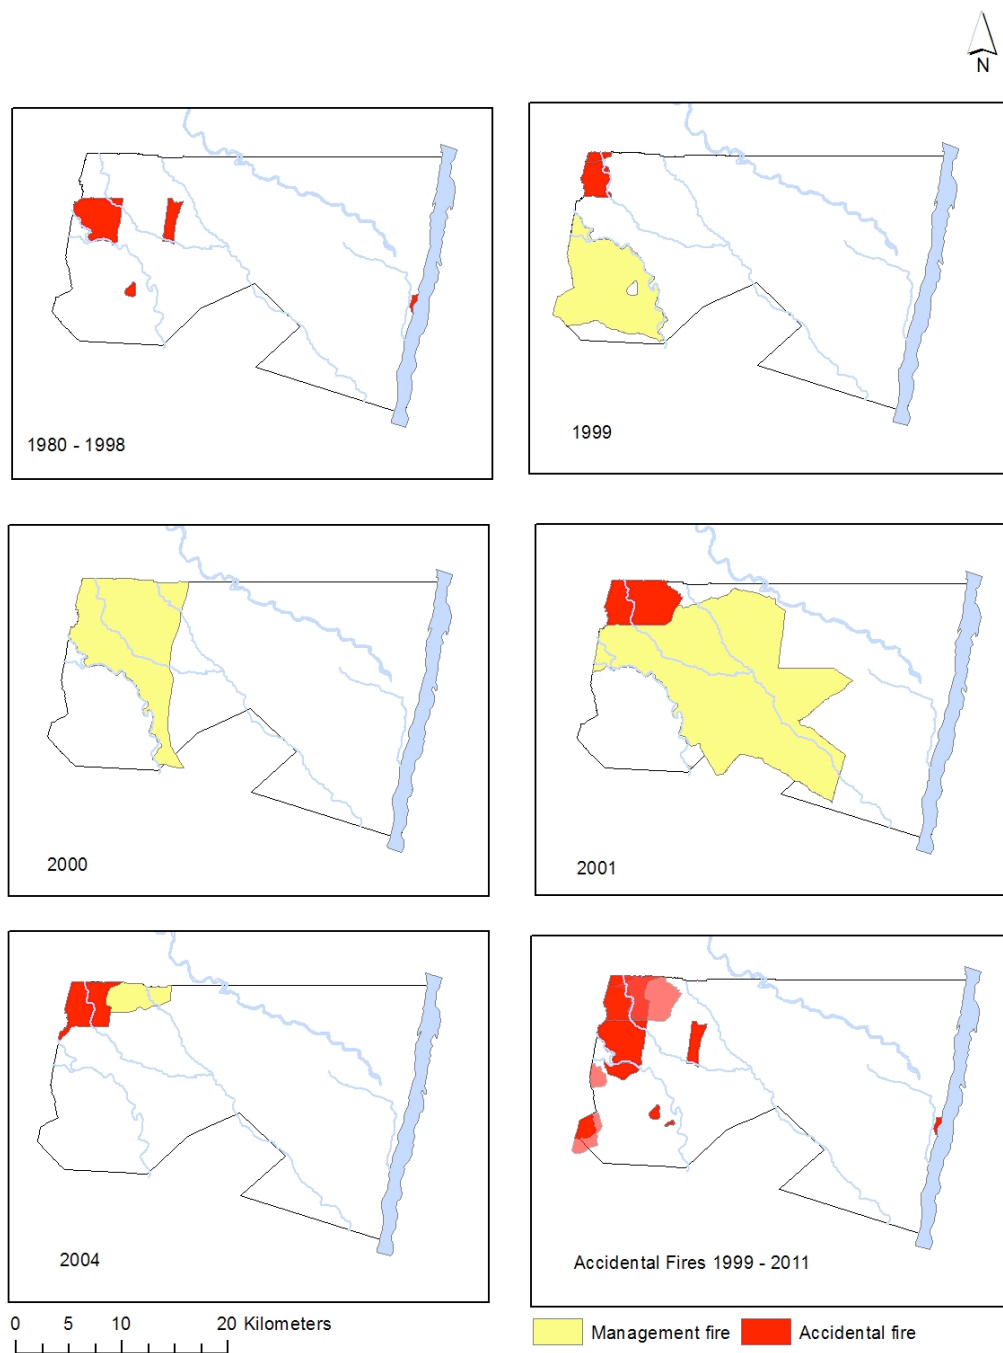 N
1980 - 1998
1999
2000
2001
2004
Accidental Fires 1999 - 2011
0 5 10 20 Kilometers
Management fire Accidental fire